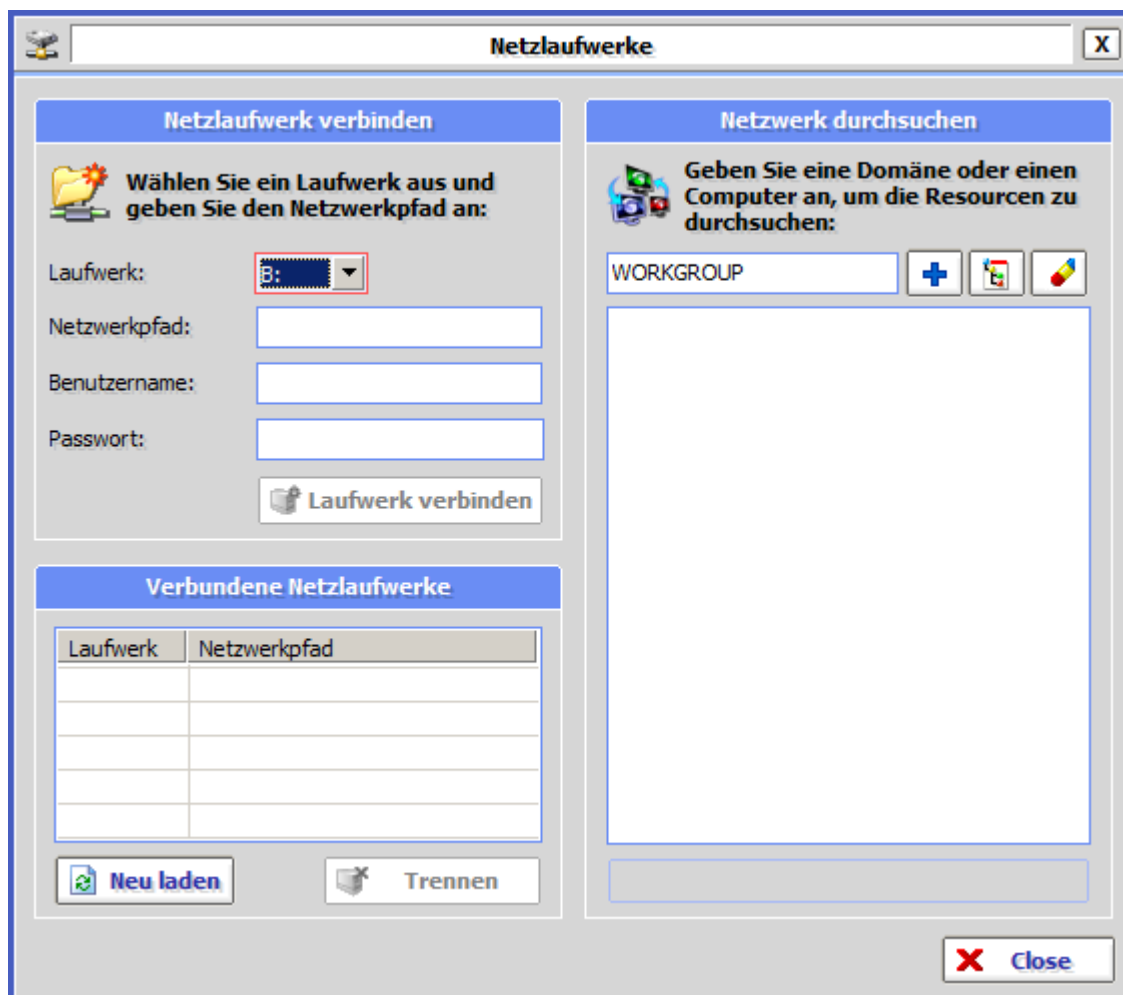 Netzlaufwerke
X
Netzlaufwerk verbinden
Wählen Sie ein Laufwerk aus und
geben Sie den Netzwerkpfad an:
Laufwerk:
B:
Netzwerkpfad:
Benutzername:
Passwort:
Laufwerk verbinden
Verbundene Netzlaufwerke
Laufwerk Netzwerkpfad
Neu laden
Trennen
Netzwerk durchsuchen
Geben Sie eine Domäne oder einen
Computer an, um die Resourcen zu
durchsuchen:
WORKGROUP
Close